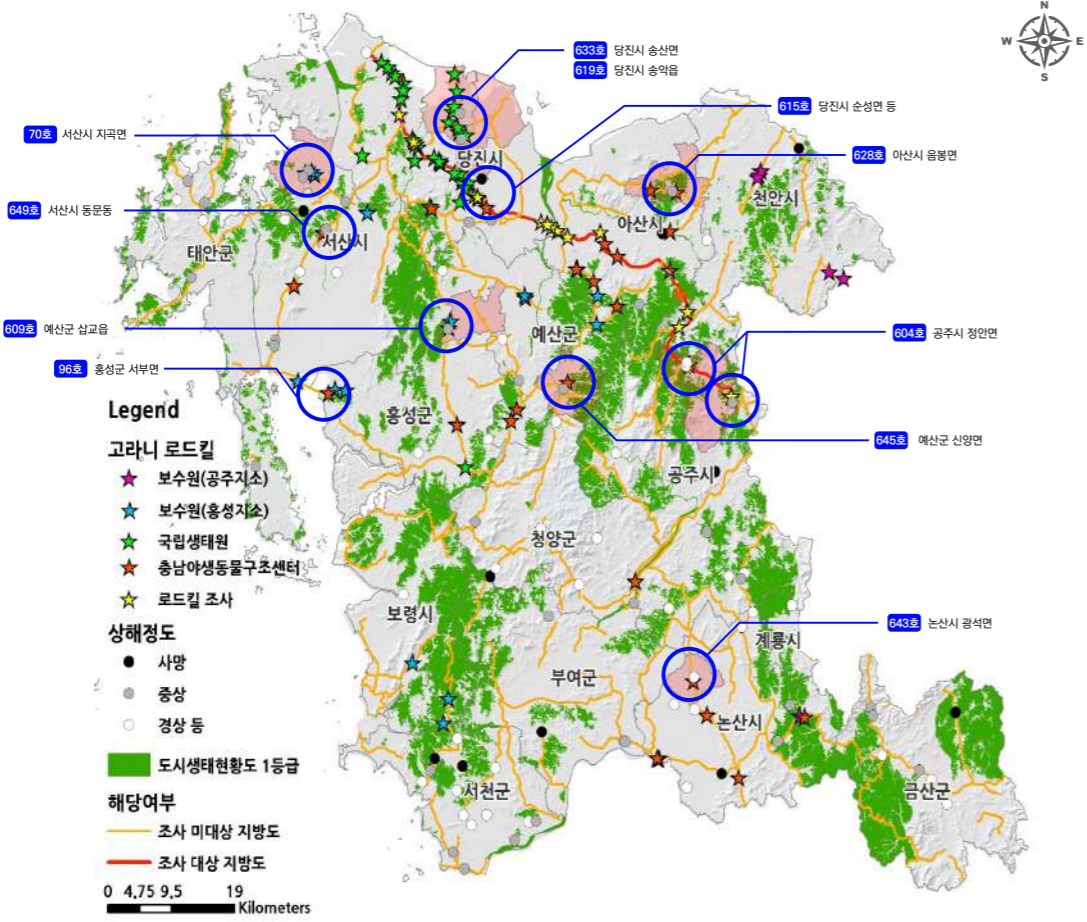 N
W E
S
633호 당진시 송산면
619호 당진시 송악읍
615호 당진시 순성면 등
70호 서산시 지곡면
628호 아산시 음봉면
당진시
천안시
649호 서산시 동문동
아산시
서산시
태안군
609호 예산군 삽교읍
예산군
604호 공주시 정안면
96호 홍성군 서부면
홍성군
645호 예산군 신양면
공주시
청양군
보령시
643호 논산시 광석면
계룡시
부여군
논산시
서천군
금산군
Legend
고라니 로드킬
보수원(공주지소)
보수원(홍성지소)
국립생태원
충남야생동물구조센터
로드킬 조사
상해정도
사망
중상
경상 등
도시생태현황도 1등급
해당여부
조사 미대상 지방도
조사 대상 지방도
0 4.75 9.5 19
Kilometers